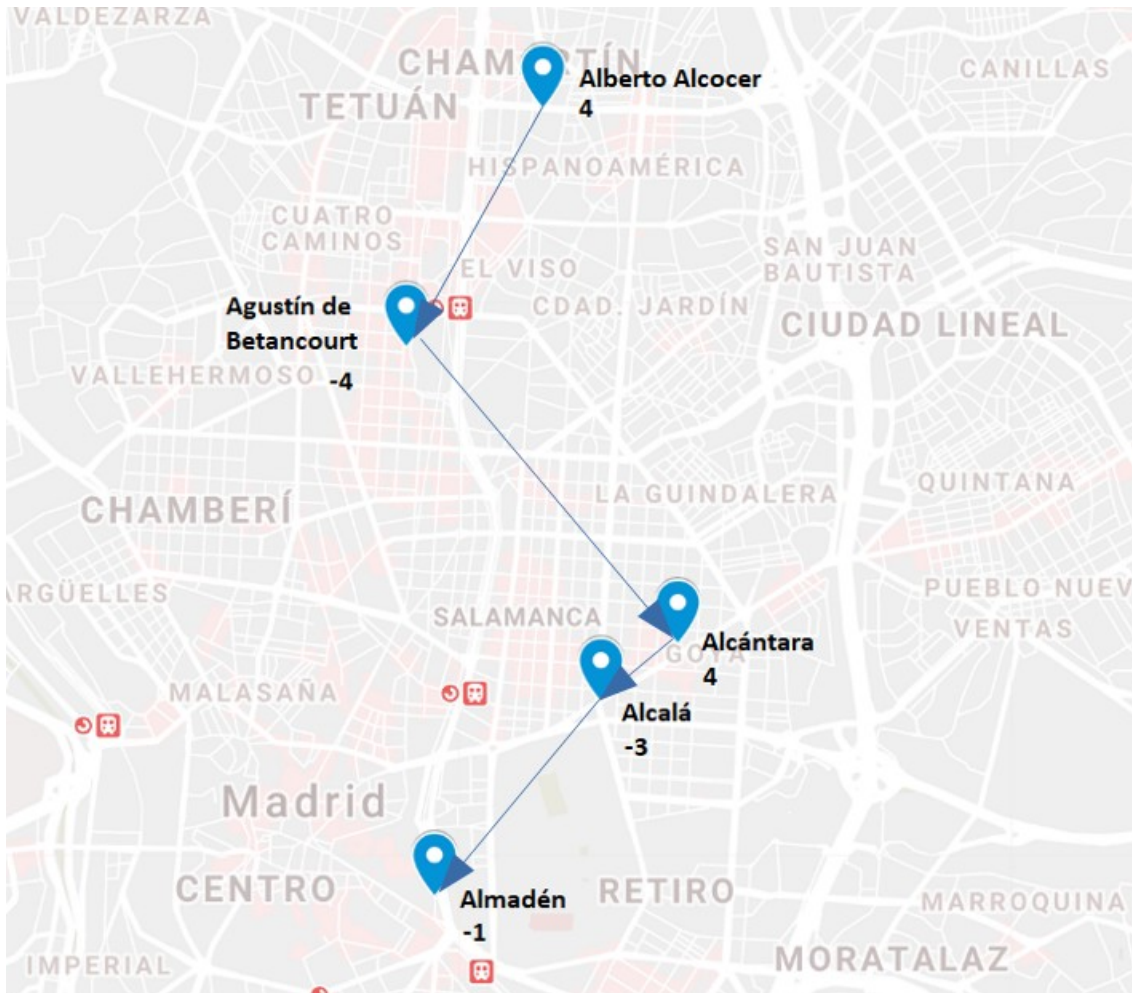 VALDEZARZA
CHAMARTÍN
Alberto Alcocer
4
CANILLAS
TETUÁN
HISPANOAMÉRICA
CUATRO
CAMINOS
SAN JUAN
BAUTISTA
EL VISO
CDAD. JARDÍN
Agustín de
Betancourt
-4
CIUDAD LINEAL
VALLEHERMOSO
LA GUINDALERA
QUINTANA
CHAMBERÍ
ARGÜELLES
PUEBLO NUEV
VENTAS
SALAMANCA
GOYA
Alcántara
4
MALASAÑA
Alcalá
-3
Madrid
CENTRO
RETIRO
Almadén
-1
MARROQUINA
IMPERIAL
MORATALAZ